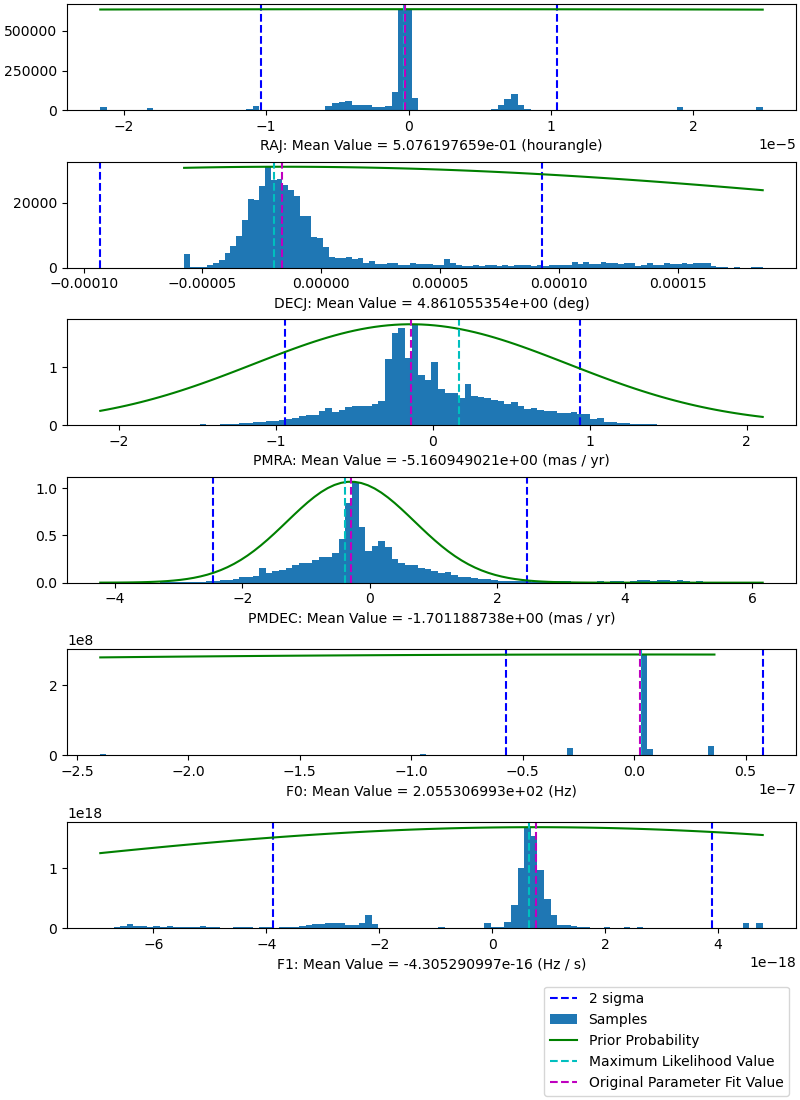 500000
250000
0
−2 −1 0 1 2
1e−5
RAJ: Mean Value = 5.076197659e-01 (hourangle)
20000
0
−0.00010 −0.00005 0.00000 0.00005 0.00010 0.00015
DECJ: Mean Value = 4.861055354e+00 (deg)
1
0
−2 −1 0 1 2
PMRA: Mean Value = -5.160949021e+00 (mas / yr)
1.0
0.5
0.0
−4 −2 0 2 4 6
PMDEC: Mean Value = -1.701188738e+00 (mas / yr)
1e8
2
0
−2.5 −2.0 −1.5 −1.0 −0.5 0.0 0.5
1e−7
F0: Mean Value = 2.055306993e+02 (Hz)
1e18
1
0
−6 −4 −2 0 2 4
1e−18
F1: Mean Value = -4.305290997e-16 (Hz / s)
2 sigma
Samples
Prior Probability
Maximum Likelihood Value
Original Parameter Fit Value